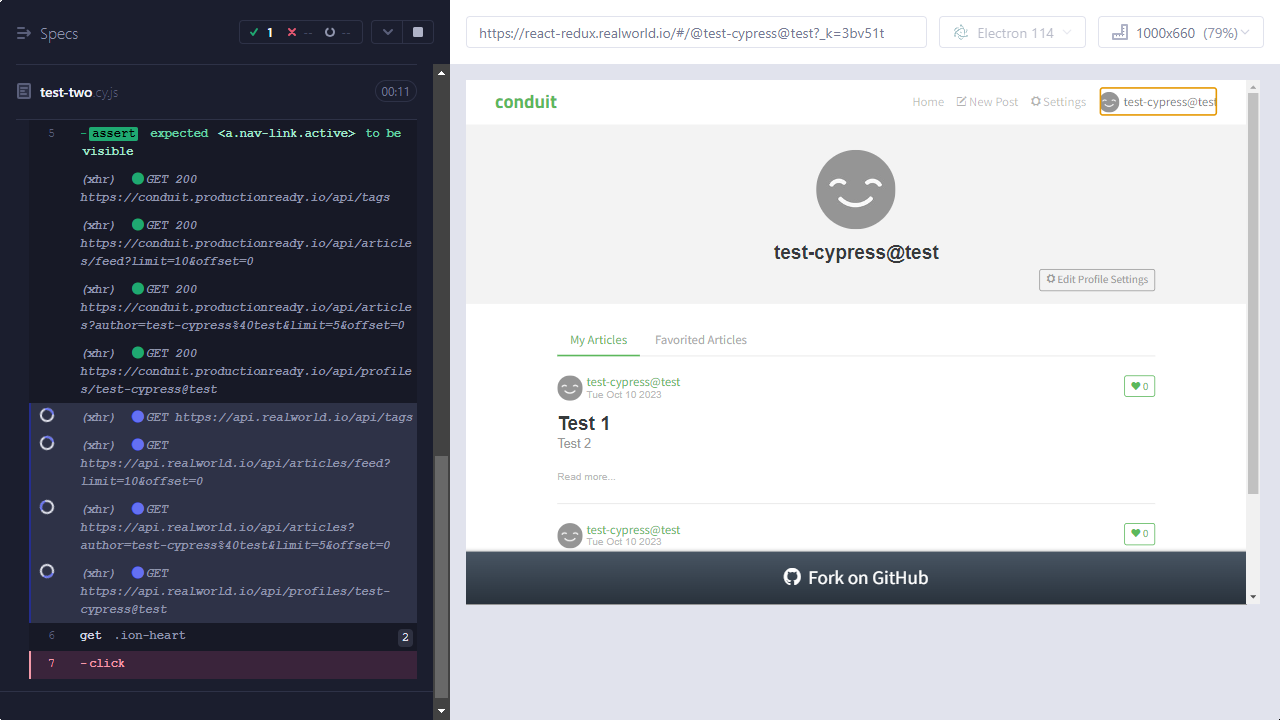 Specs
1
--
--
test-two.cy.js
00:11
5 -assert expected <a.nav-link.active> to be
visible
(xhr) GET 200
https://conduit.productionready.io/api/tags
(xhr) GET 200
https://conduit.productionready.io/api/article
s/feed?limit=10&offset=0
(xhr) GET 200
https://conduit.productionready.io/api/article
s?author=test-cypress%40test&limit=5&offset=0
(xhr) GET 200
https://conduit.productionready.io/api/profile
s/test-cypress@test
(xhr) GET https://api.realworld.io/api/tags
(xhr) GET
https://api.realworld.io/api/articles/feed?
limit=10&offset=0
(xhr) GET
https://api.realworld.io/api/articles?
author=test-cypress%40test&limit=5&offset=0
(xhr) GET
https://api.realworld.io/api/profiles/test-
cypress@test
6 get .ion-heart 2
7 -click
https://react-redux.realworld.io/#/@test-cypress@test?_k=3bv51t
Electron 114
1000x660 (79%)
conduit
Home
New Post
Settings
test-cypress@test
test-cypress@test
Edit Profile Settings
My Articles
Favorited Articles
test-cypress@test
Tue Oct 10 2023
0
Test 1
Test 2
Read more...
test-cypress@test
Tue Oct 10 2023
0
Fork on GitHub